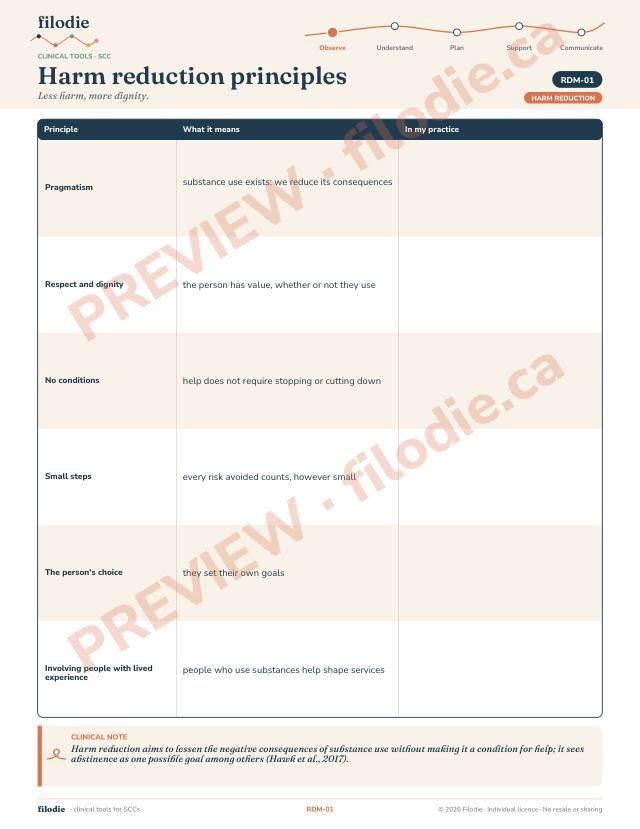 filodie
CLINICAL TOOLS · SCC
Observe Understand Plan Support Communicate
Harm reduction principles
Less harm, more dignity.
RDM-01
HARM REDUCTION
Principle What it means In my practice
Pragmatism substance use exists: we reduce its consequences
Respect and dignity the person has value, whether or not they use
No conditions help does not require stopping or cutting down
Small steps every risk avoided counts, however small
The person's choice they set their own goals
Involving people with lived
experience
people who use substances help shape services
PREVIEW · filodie.ca
PREVIEW · filodie.ca
CLINICAL NOTE
Harm reduction aims to lessen the negative consequences of substance use without making it a condition for help; it sees
abstinence as one possible goal among others (Hawk et al., 2017).
filodie · clinical tools for SCCs RDM-01 © 2026 Filodie · Individual licence · No resale or sharing